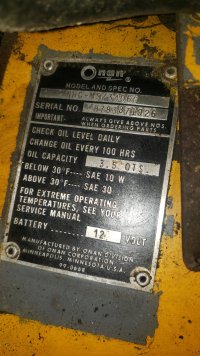 Onan
MODEL AND SPEC NO.
SERIAL NO.
IMPORTANT: ALWAYS GIVE ABOVE NOS.
WHEN ORDERING PARTS.
CHECK OIL LEVEL DAILY
CHANGE OIL EVERY 100 HRS
OIL CAPACITY 3.5 QTS.
BELOW 30°F — SAE 10 W
ABOVE 30°F — SAE 30
FOR EXTREME OPERATING
TEMPERATURES, SEE YOUR
SERVICE MANUAL
BATTERY 12 VOLT
MANUFACTURED BY ONAN DIVISION
OF ONAN CORPORATION
MINNEAPOLIS, MINNESOTA U.S.A.